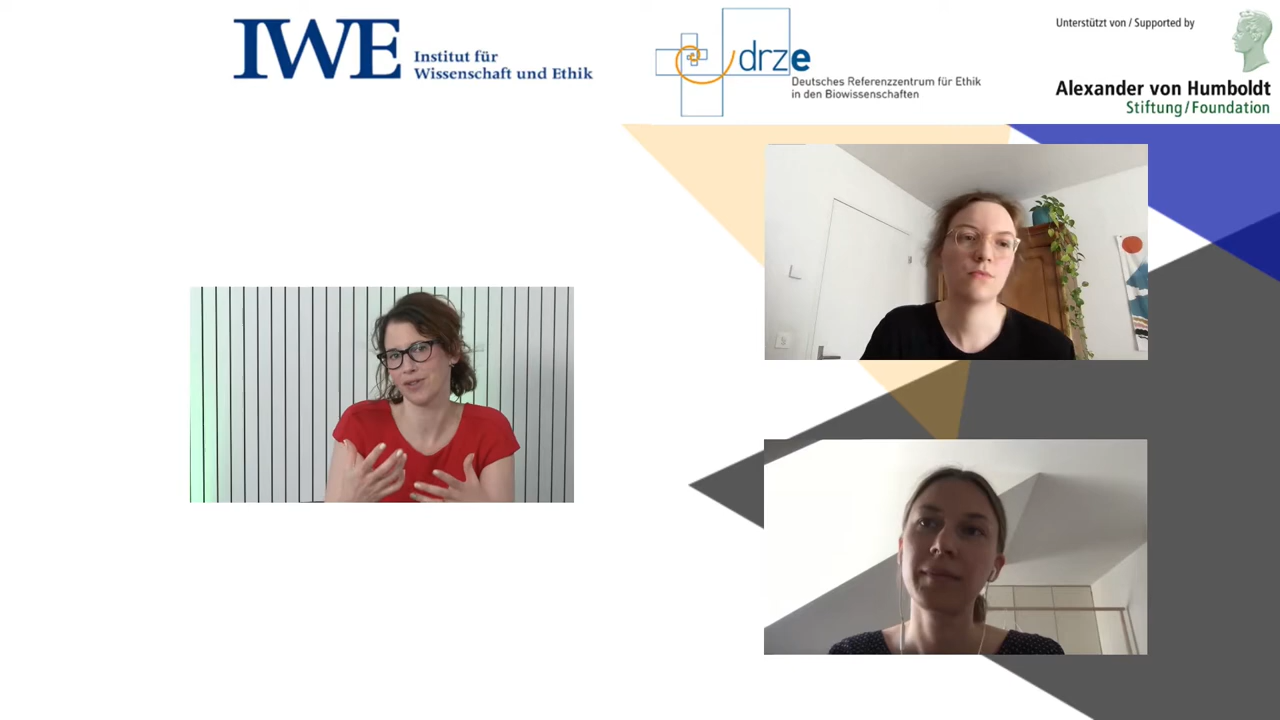 IWE Institut für
Wissenschaft und Ethik
drze
Deutsches Referenzzentrum für Ethik
in den Biowissenschaften
Unterstützt von / Supported by
Alexander von Humboldt
Stiftung/Foundation